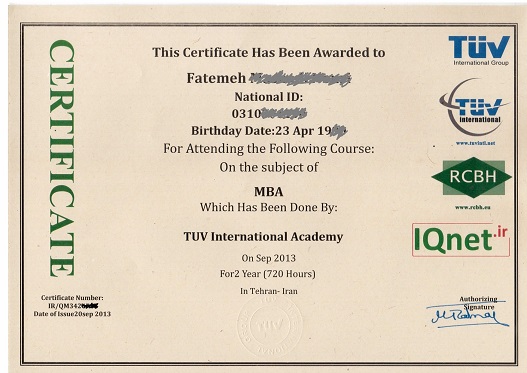 CERTIFICATE
This Certificate Has Been Awarded to
Fatemeh
National ID:
0310
Birthday Date:23 Apr 19
For Attending the Following Course:
On the subject of
MBA
Which Has Been Done By:
TUV International Academy
On Sep 2013
For2 Year (720 Hours)
In Tehran- Iran
Certificate Number:
IR/QM342
Date of Issue20sep 2013
TÜV
International Group
TÜV
international
www.tuvintl.net
RCBH
www.rcbh.eu
IQnet.ir
Authorizing
Signature
TÜV